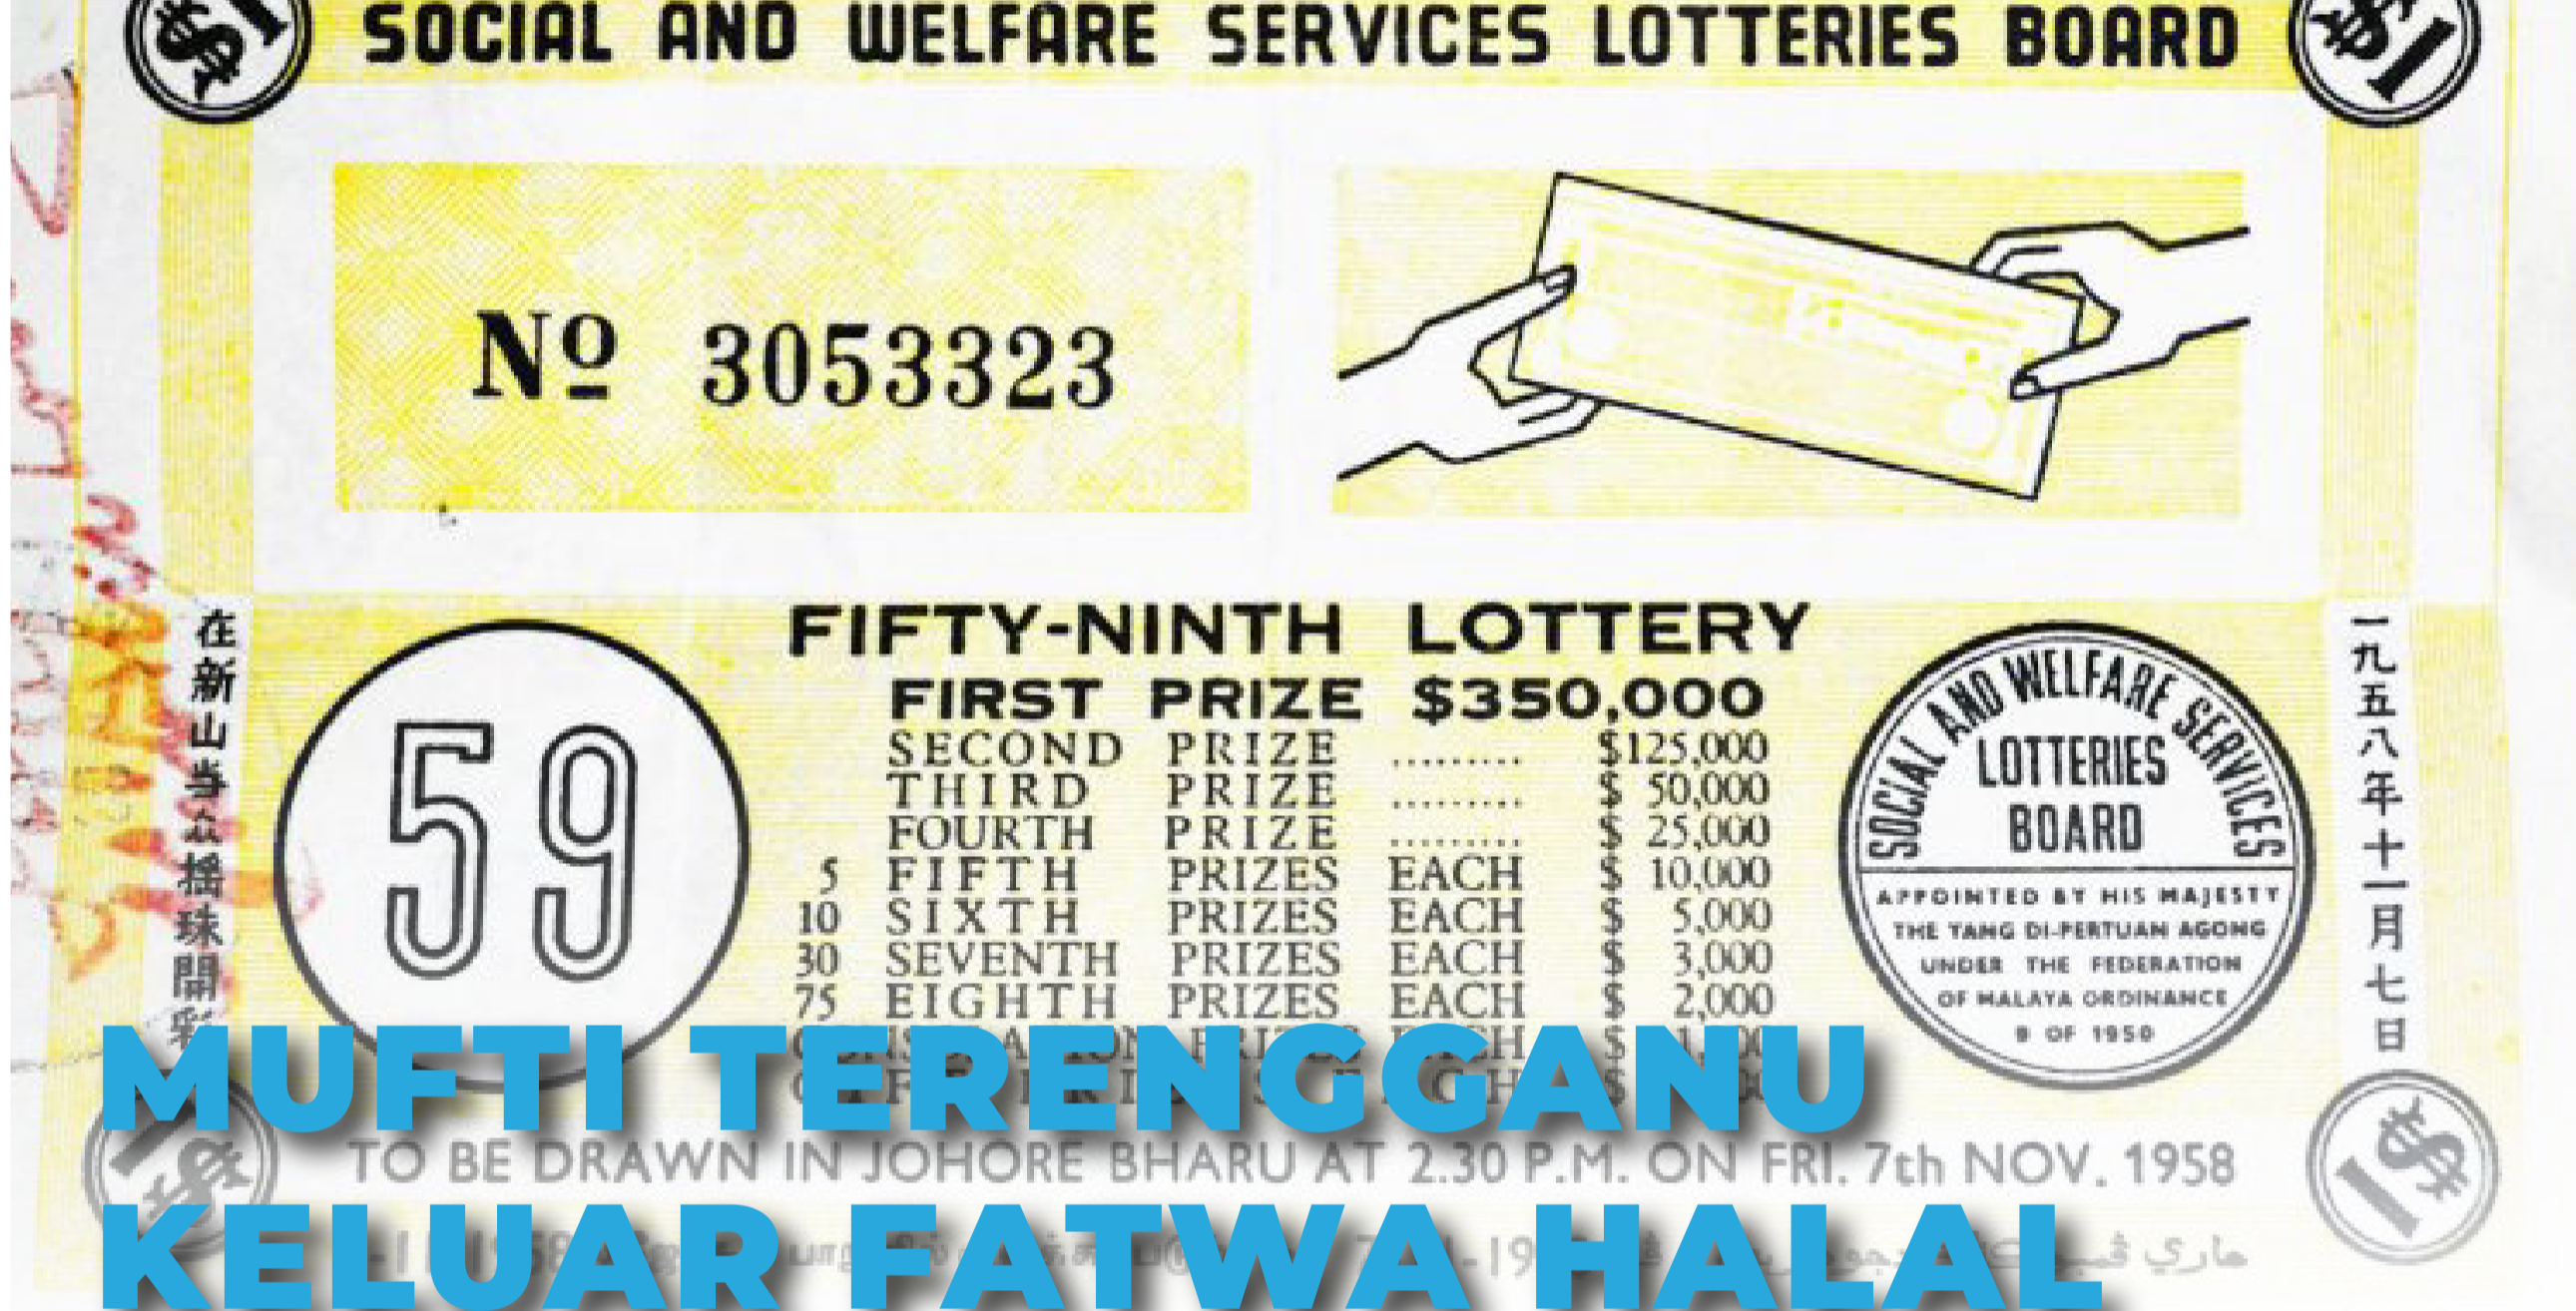 SOCIAL AND WELFARE SERVICES LOTTERIES BOARD
$1
$1
Nº 3053323
FIFTY-NINTH LOTTERY
FIRST PRIZE $350,000
SECOND PRIZE ......... $125,000
THIRD PRIZE ......... $ 50,000
FOURTH PRIZE ......... $ 25,000
5 FIFTH PRIZES EACH $ 10,000
10 SIXTH PRIZES EACH $ 5,000
30 SEVENTH PRIZES EACH $ 3,000
75 EIGHTH PRIZES EACH $ 2,000
59
在新山当众搖珠開彩
一九五八年十一月七日
SOCIAL AND WELFARE SERVICES
LOTTERIES
BOARD
APPOINTED BY HIS MAJESTY
THE YANG DI-PERTUAN AGONG
UNDER THE FEDERATION
OF MALAYA ORDINANCE
9 OF 1950
MUFTI TERENGGANU
TO BE DRAWN IN JOHORE BHARU AT 2.30 P.M. ON FRI. 7th NOV. 1958
$1
$1
KELUAR FATWA HALAL
هاري